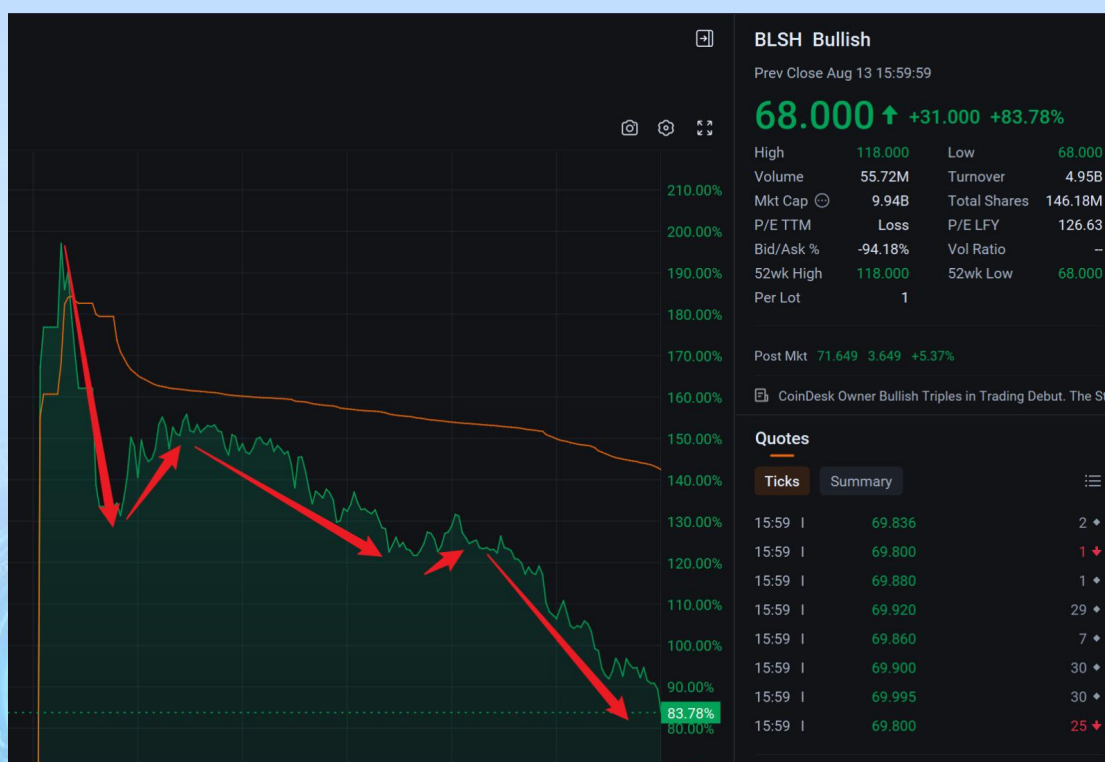 BLSH Bullish
Prev Close Aug 13 15:59:59
68.000 +31.000 +83.78%
High 118.000 Low 68.000
Volume 55.72M Turnover 4.95B
Mkt Cap 9.94B Total Shares 146.18M
P/E TTM Loss P/E LFY 126.63
Bid/Ask % -94.18% Vol Ratio --
52wk High 118.000 52wk Low 68.000
Per Lot 1
Post Mkt 71.649 3.649 +5.37%
CoinDesk Owner Bullish Triples in Trading Debut. The St
Quotes
Ticks Summary
15:59 I 69.836 2
15:59 I 69.800 1
15:59 I 69.880 1
15:59 I 69.920 29
15:59 I 69.860 7
15:59 I 69.900 30
15:59 I 69.995 30
15:59 I 69.800 25
210.00%
200.00%
190.00%
180.00%
170.00%
160.00%
150.00%
140.00%
130.00%
120.00%
110.00%
100.00%
90.00%
83.78%
80.00%